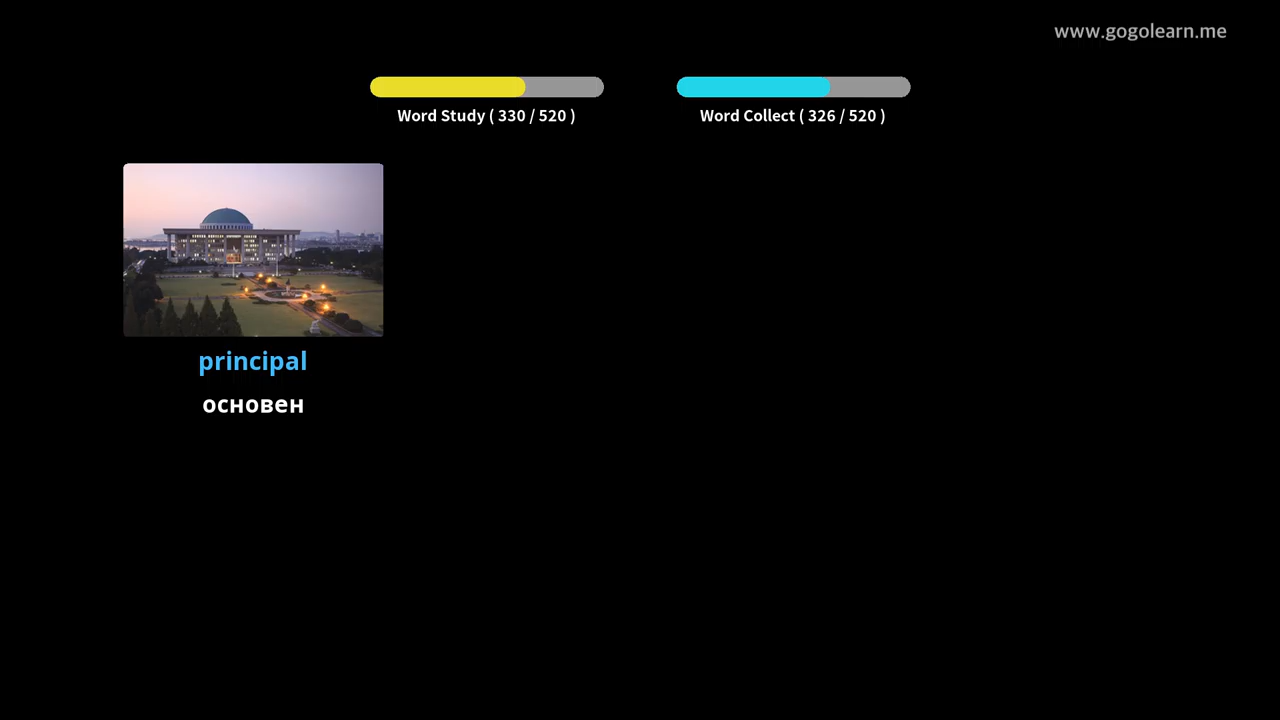 www.gogolearn.me
Word Study ( 330 / 520 )
Word Collect ( 326 / 520 )
principal
основен